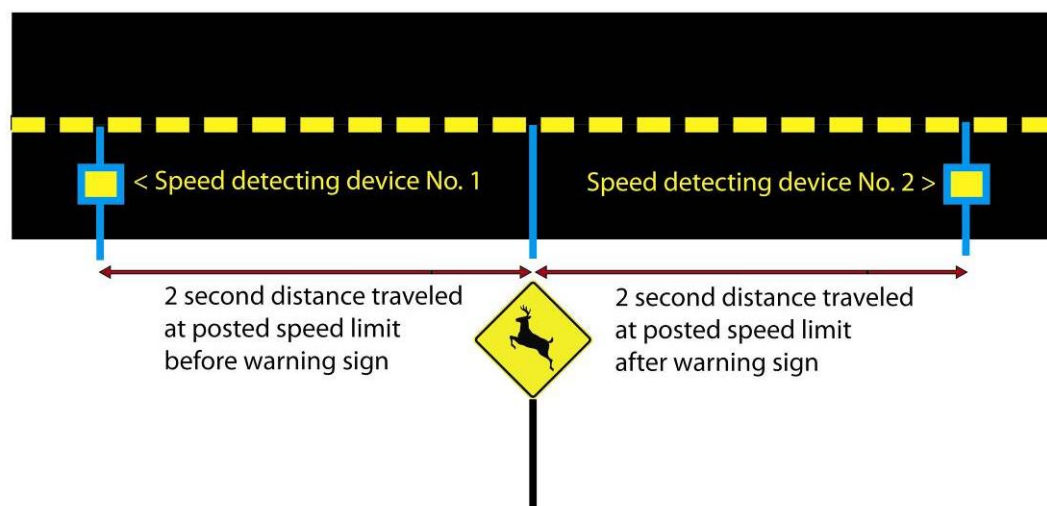 < Speed detecting device No. 1
Speed detecting device No. 2 >
2 second distance traveled
at posted speed limit
before warning sign
2 second distance traveled
at posted speed limit
after warning sign